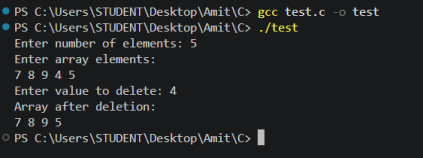 PS C:\Users\STUDENT\Desktop\Amit\C> gcc test.c -o test
PS C:\Users\STUDENT\Desktop\Amit\C> ./test
Enter number of elements: 5
Enter array elements:
7 8 9 4 5
Enter value to delete: 4
Array after deletion:
7 8 9 5
PS C:\Users\STUDENT\Desktop\Amit\C>